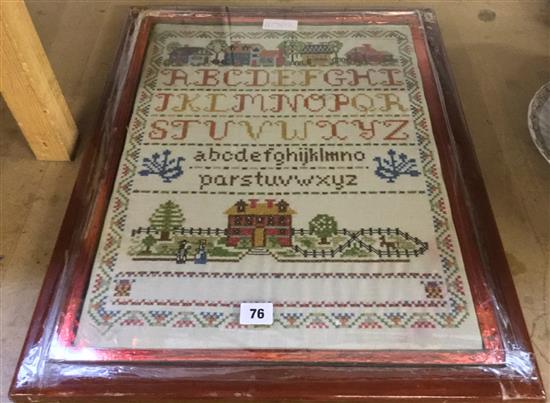 ABCDEFGHI
JKLMNOPQR
STUVWXYZ
abcdefghijklmno
pqrstuvwxyz
76